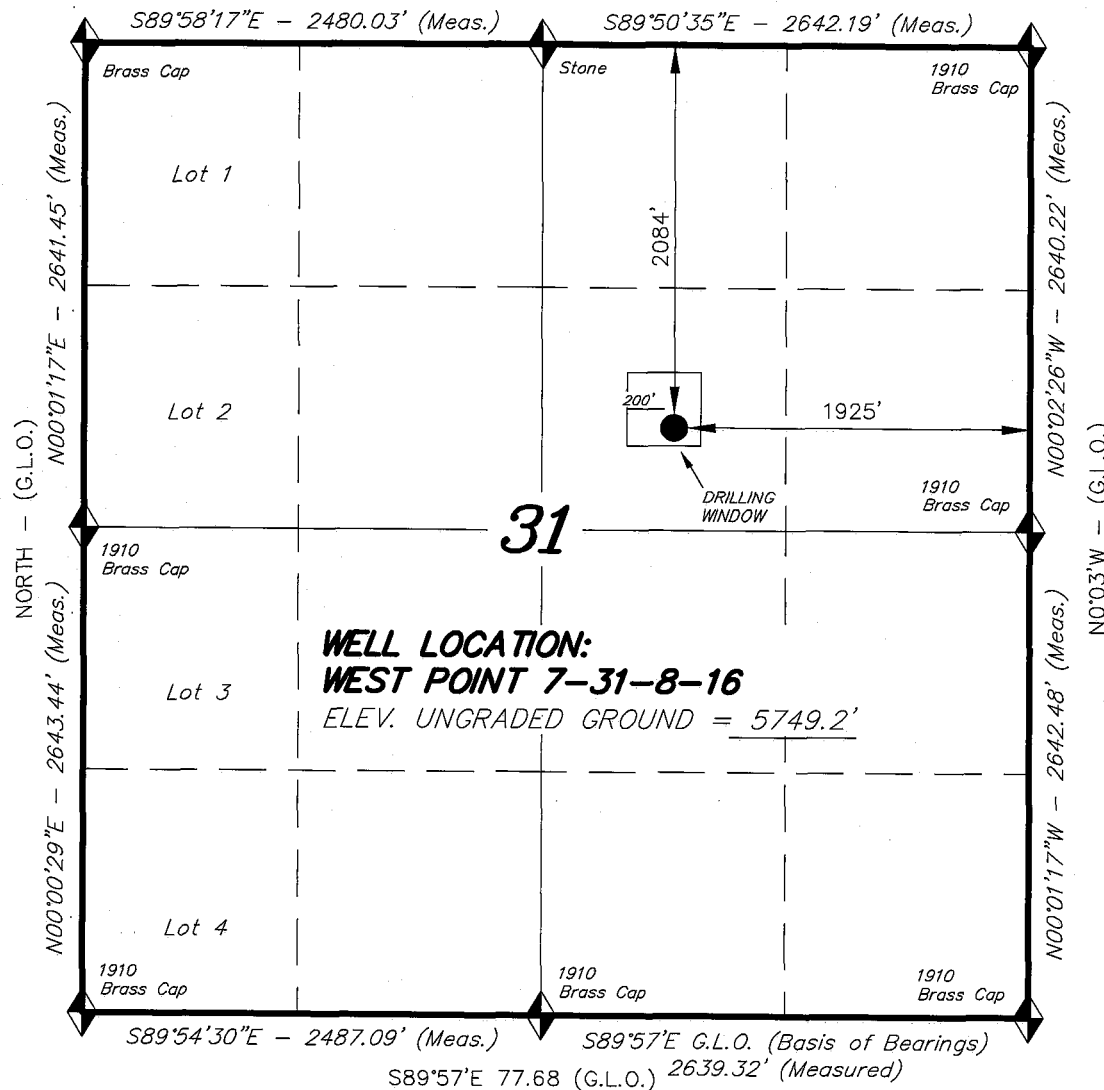 S89°58'17"E - 2480.03' (Meas.)
S89°50'35"E - 2642.19' (Meas.)
Brass Cap
Stone
1910
Brass Cap
Lot 1
N00°01'17"E - 2641.45' (Meas.)
2084'
N00°02'26"W - 2640.22' (Meas.)
Lot 2
200'
1925'
DRILLING
WINDOW
1910
Brass Cap
NORTH - (G.L.O.)
N0°03'W - (G.L.O.)
31
1910
Brass Cap
WELL LOCATION:
WEST POINT 7-31-8-16
ELEV. UNGRADED GROUND = 5749.2'
Lot 3
N00°00'29"E - 2643.44' (Meas.)
N00°01'17"W - 2642.48' (Meas.)
Lot 4
1910
Brass Cap
1910
Brass Cap
1910
Brass Cap
S89°54'30"E - 2487.09' (Meas.)
S89°57'E G.L.O. (Basis of Bearings)
2639.32' (Measured)
S89°57'E 77.68 (G.L.O.)